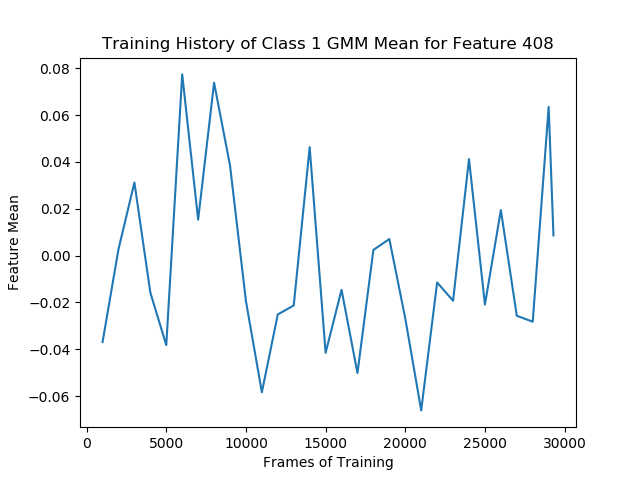 Training History of Class 1 GMM Mean for Feature 408
0.08
0.06
0.04
0.02
0.00
−0.02
−0.04
−0.06
Feature Mean
0 5000 10000 15000 20000 25000 30000
Frames of Training